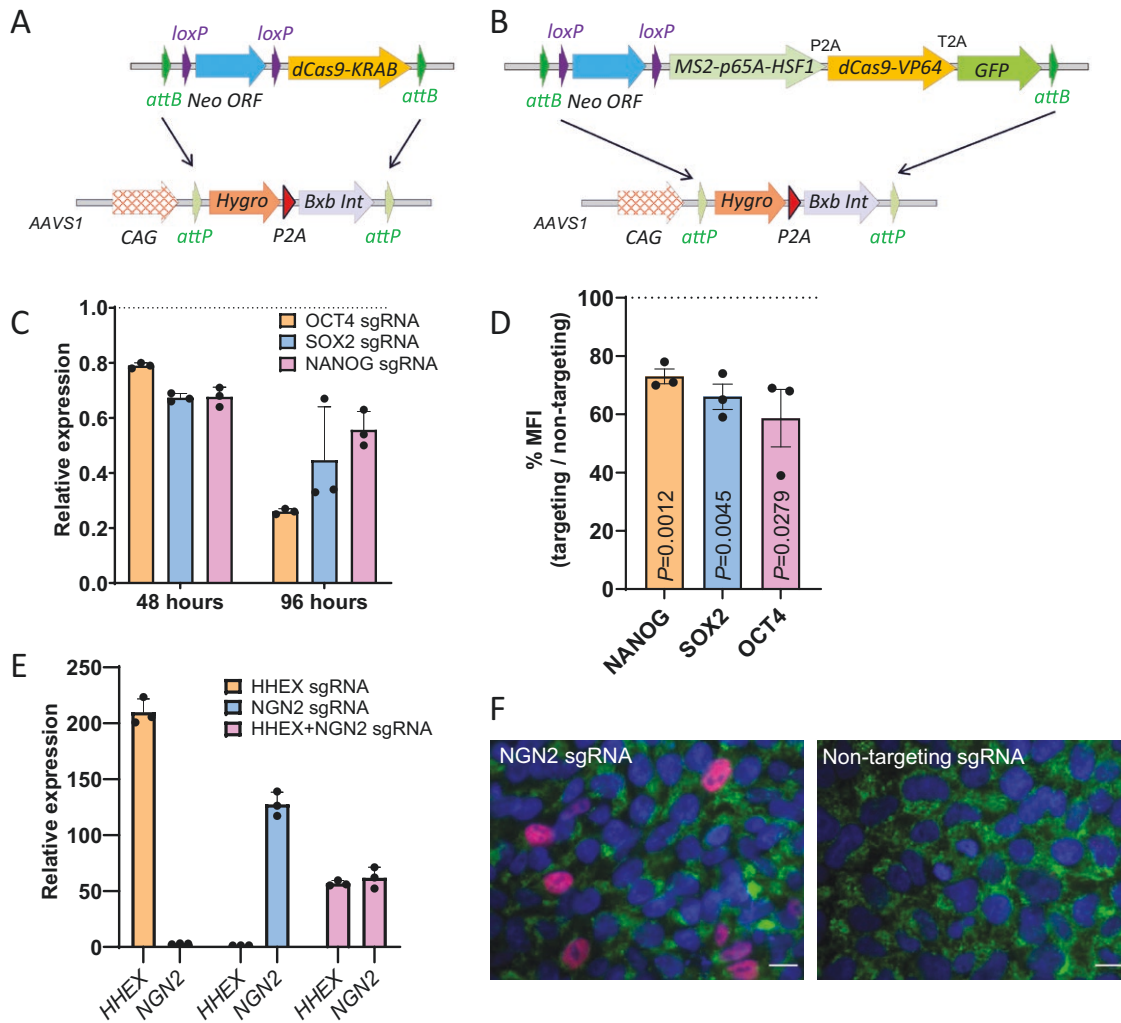 A
loxP loxP
dCas9-KRAB
attB Neo ORF attB
Hygro Bxb Int
AAVS1 CAG attP P2A attP
B
loxP loxP P2A T2A
MS2-p65A-HSF1 dCas9-VP64 GFP
attB Neo ORF attB
Hygro Bxb Int
AAVS1 CAG attP P2A attP
C
Relative expression
1.0
0.8
0.6
0.4
0.2
0.0
OCT4 sgRNA
SOX2 sgRNA
NANOG sgRNA
48 hours 96 hours
D
% MFI
(targeting / non-targeting)
100
80
60
40
20
0
P=0.0012 P=0.0045 P=0.0279
NANOG SOX2 OCT4
E
Relative expression
250
200
150
100
50
0
HHEX sgRNA
NGN2 sgRNA
HHEX+NGN2 sgRNA
HHEX NGN2 HHEX NGN2 HHEX NGN2
F
NGN2 sgRNA
Non-targeting sgRNA